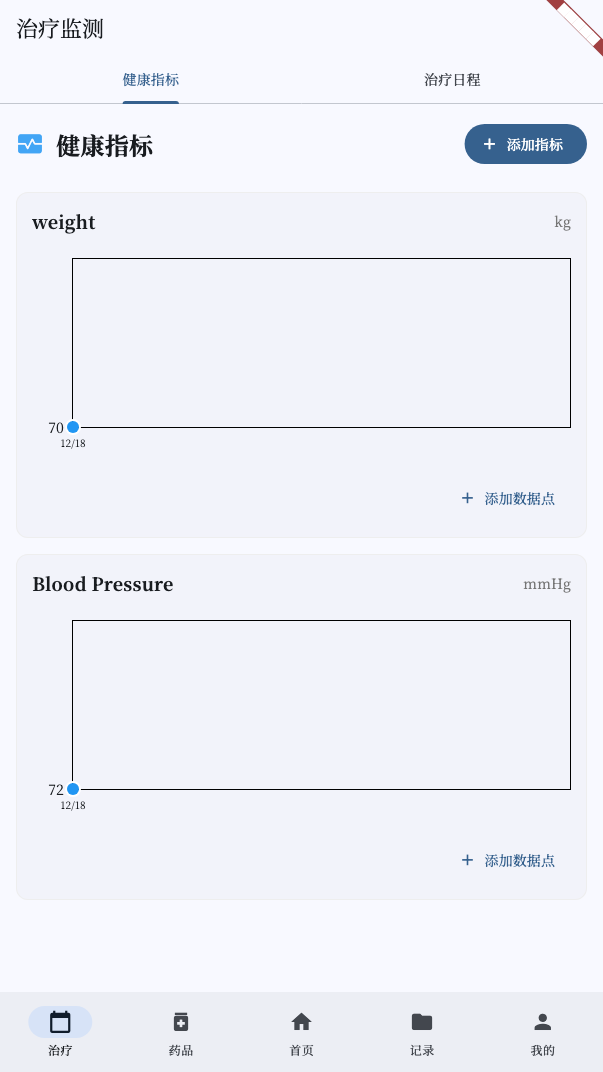 治疗监测
健康指标
治疗日程
健康指标
添加指标
weight
kg
70
12/18
添加数据点
Blood Pressure
mmHg
72
12/18
添加数据点
治疗
药品
首页
记录
我的